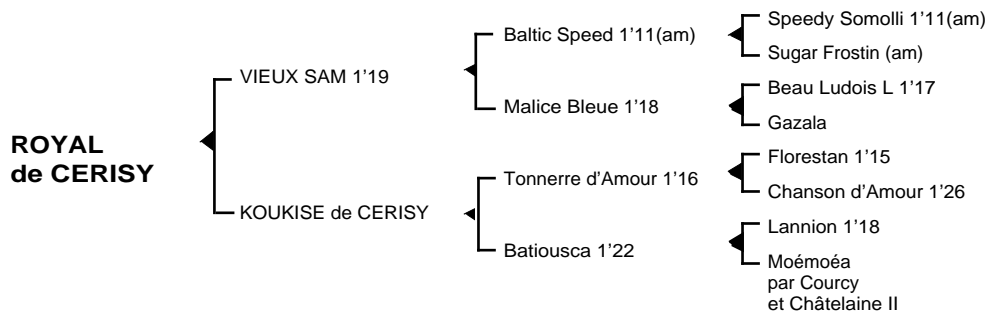 ROYAL
de CERISY
VIEUX SAM 1'19
KOUKISE de CERISY
Baltic Speed 1'11(am)
Malice Bleue 1'18
Tonnerre d'Amour 1'16
Batiousca 1'22
Speedy Somolli 1'11(am)
Sugar Frostin (am)
Beau Ludois L 1'17
Gazala
Florestan 1'15
Chanson d'Amour 1'26
Lannion 1'18
Moémoéa
par Courcy
et Châtelaine II